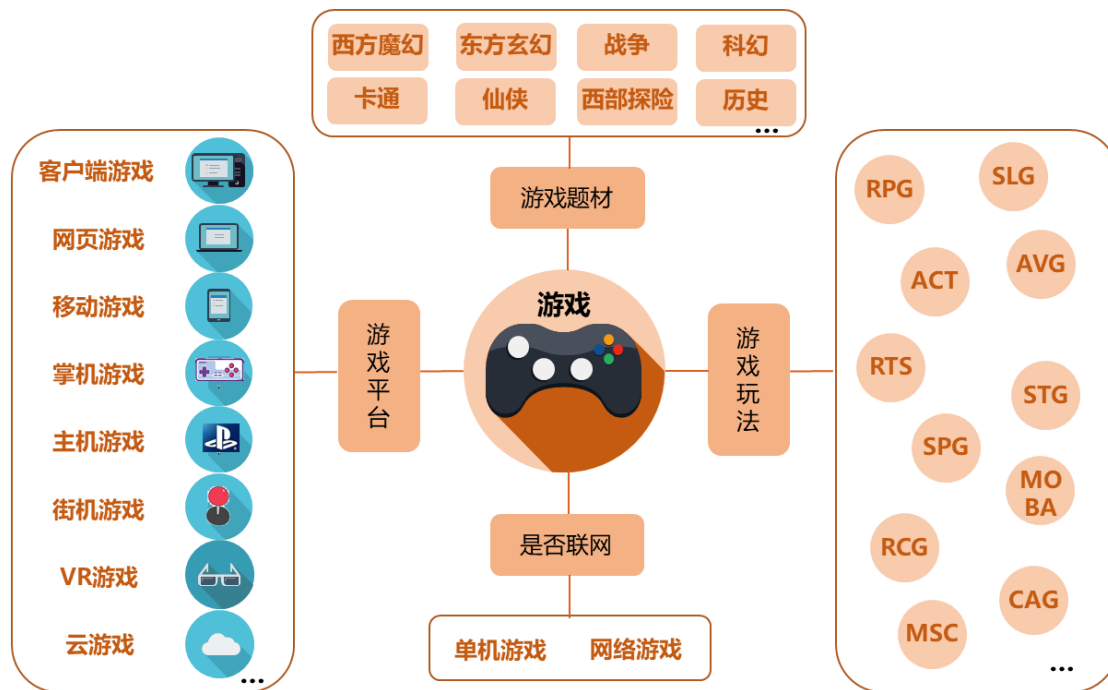 西方魔幻 东方玄幻 战争 科幻
卡通 仙侠 西部探险 历史
...
游戏题材
客户端游戏
网页游戏
移动游戏
掌机游戏
主机游戏
街机游戏
VR游戏
云游戏
...
游戏平台
游戏
游戏玩法
RPG
SLG
ACT
AVG
RTS
STG
SPG
MO
BA
RCG
CAG
MSC
...
是否联网
单机游戏 网络游戏